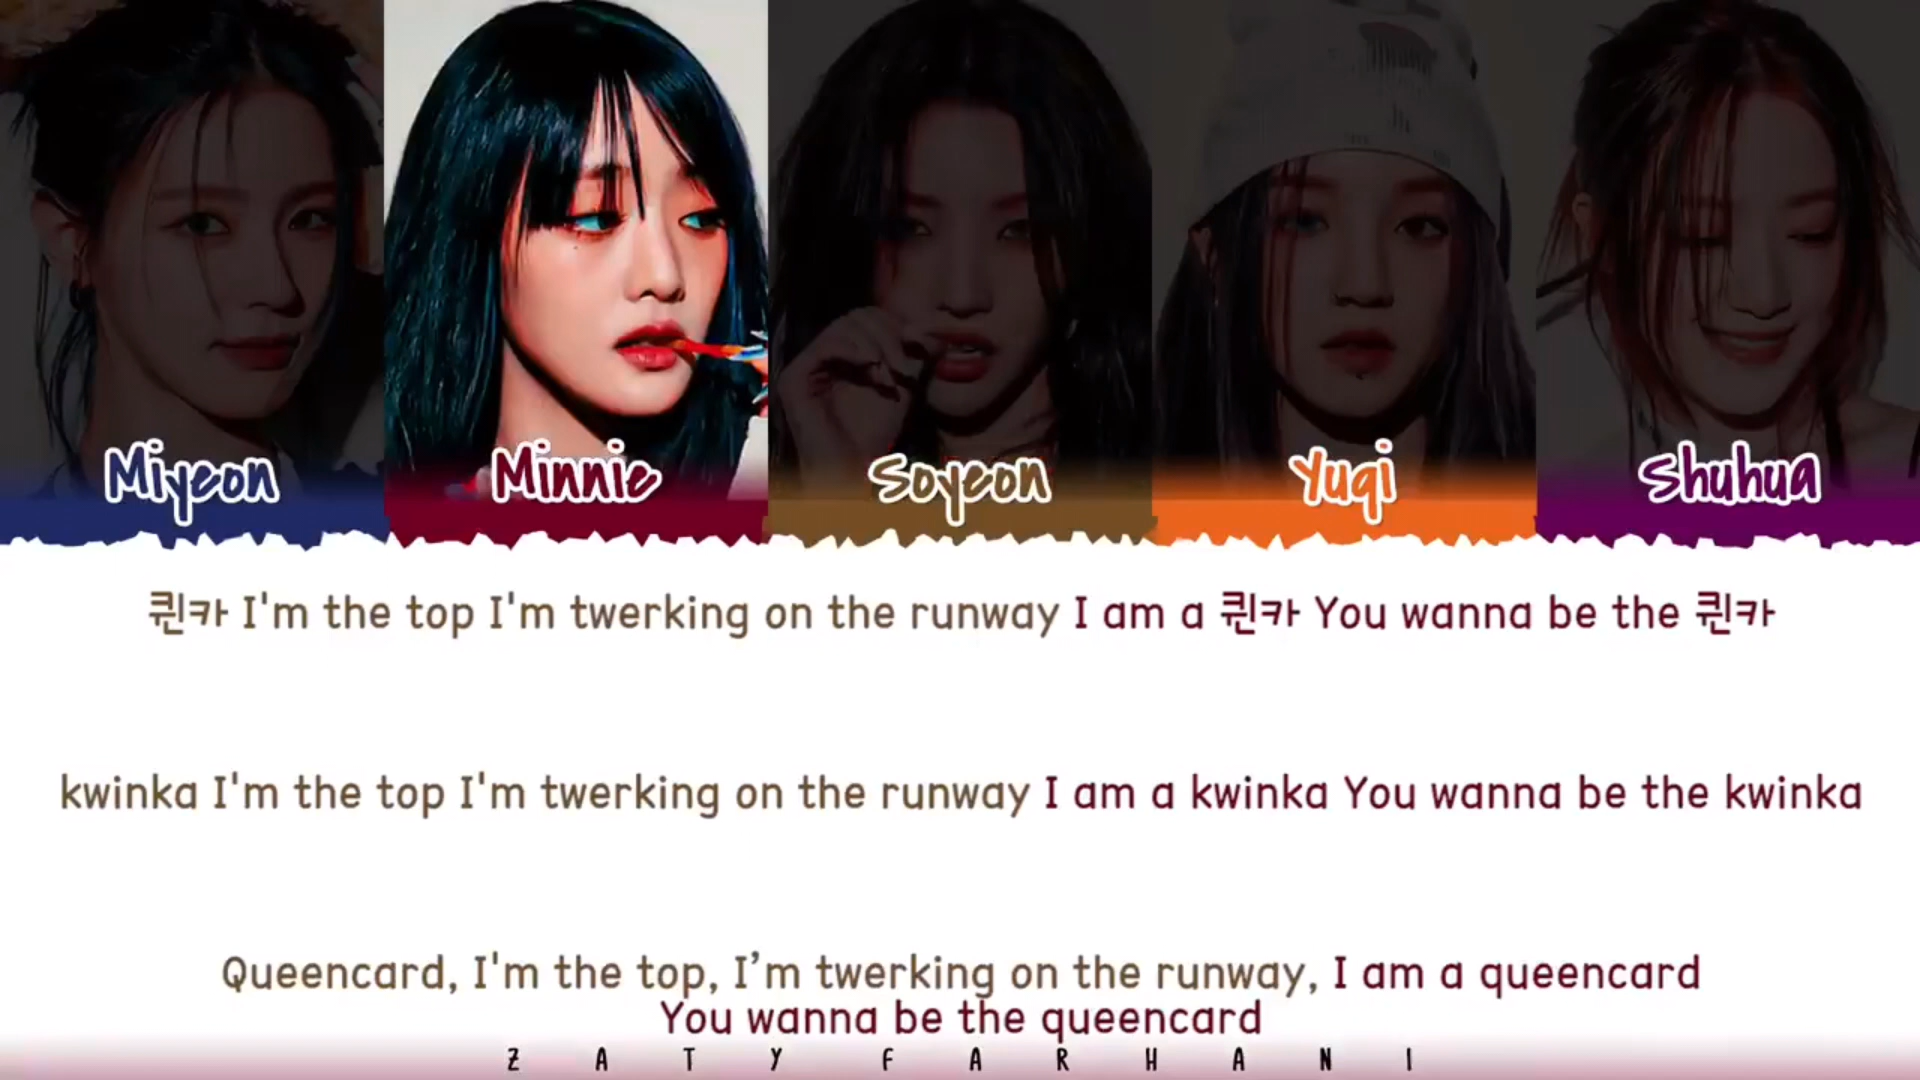 Miyeon Minnie Soyeon Yuqi Shuhua
퀸카 I'm the top I'm twerking on the runway I am a 퀸카 You wanna be the 퀸카
kwinka I'm the top I'm twerking on the runway I am a kwinka You wanna be the kwinka
Queencard, I'm the top, I’m twerking on the runway, I am a queencard
You wanna be the queencard
ZATY FARHANI